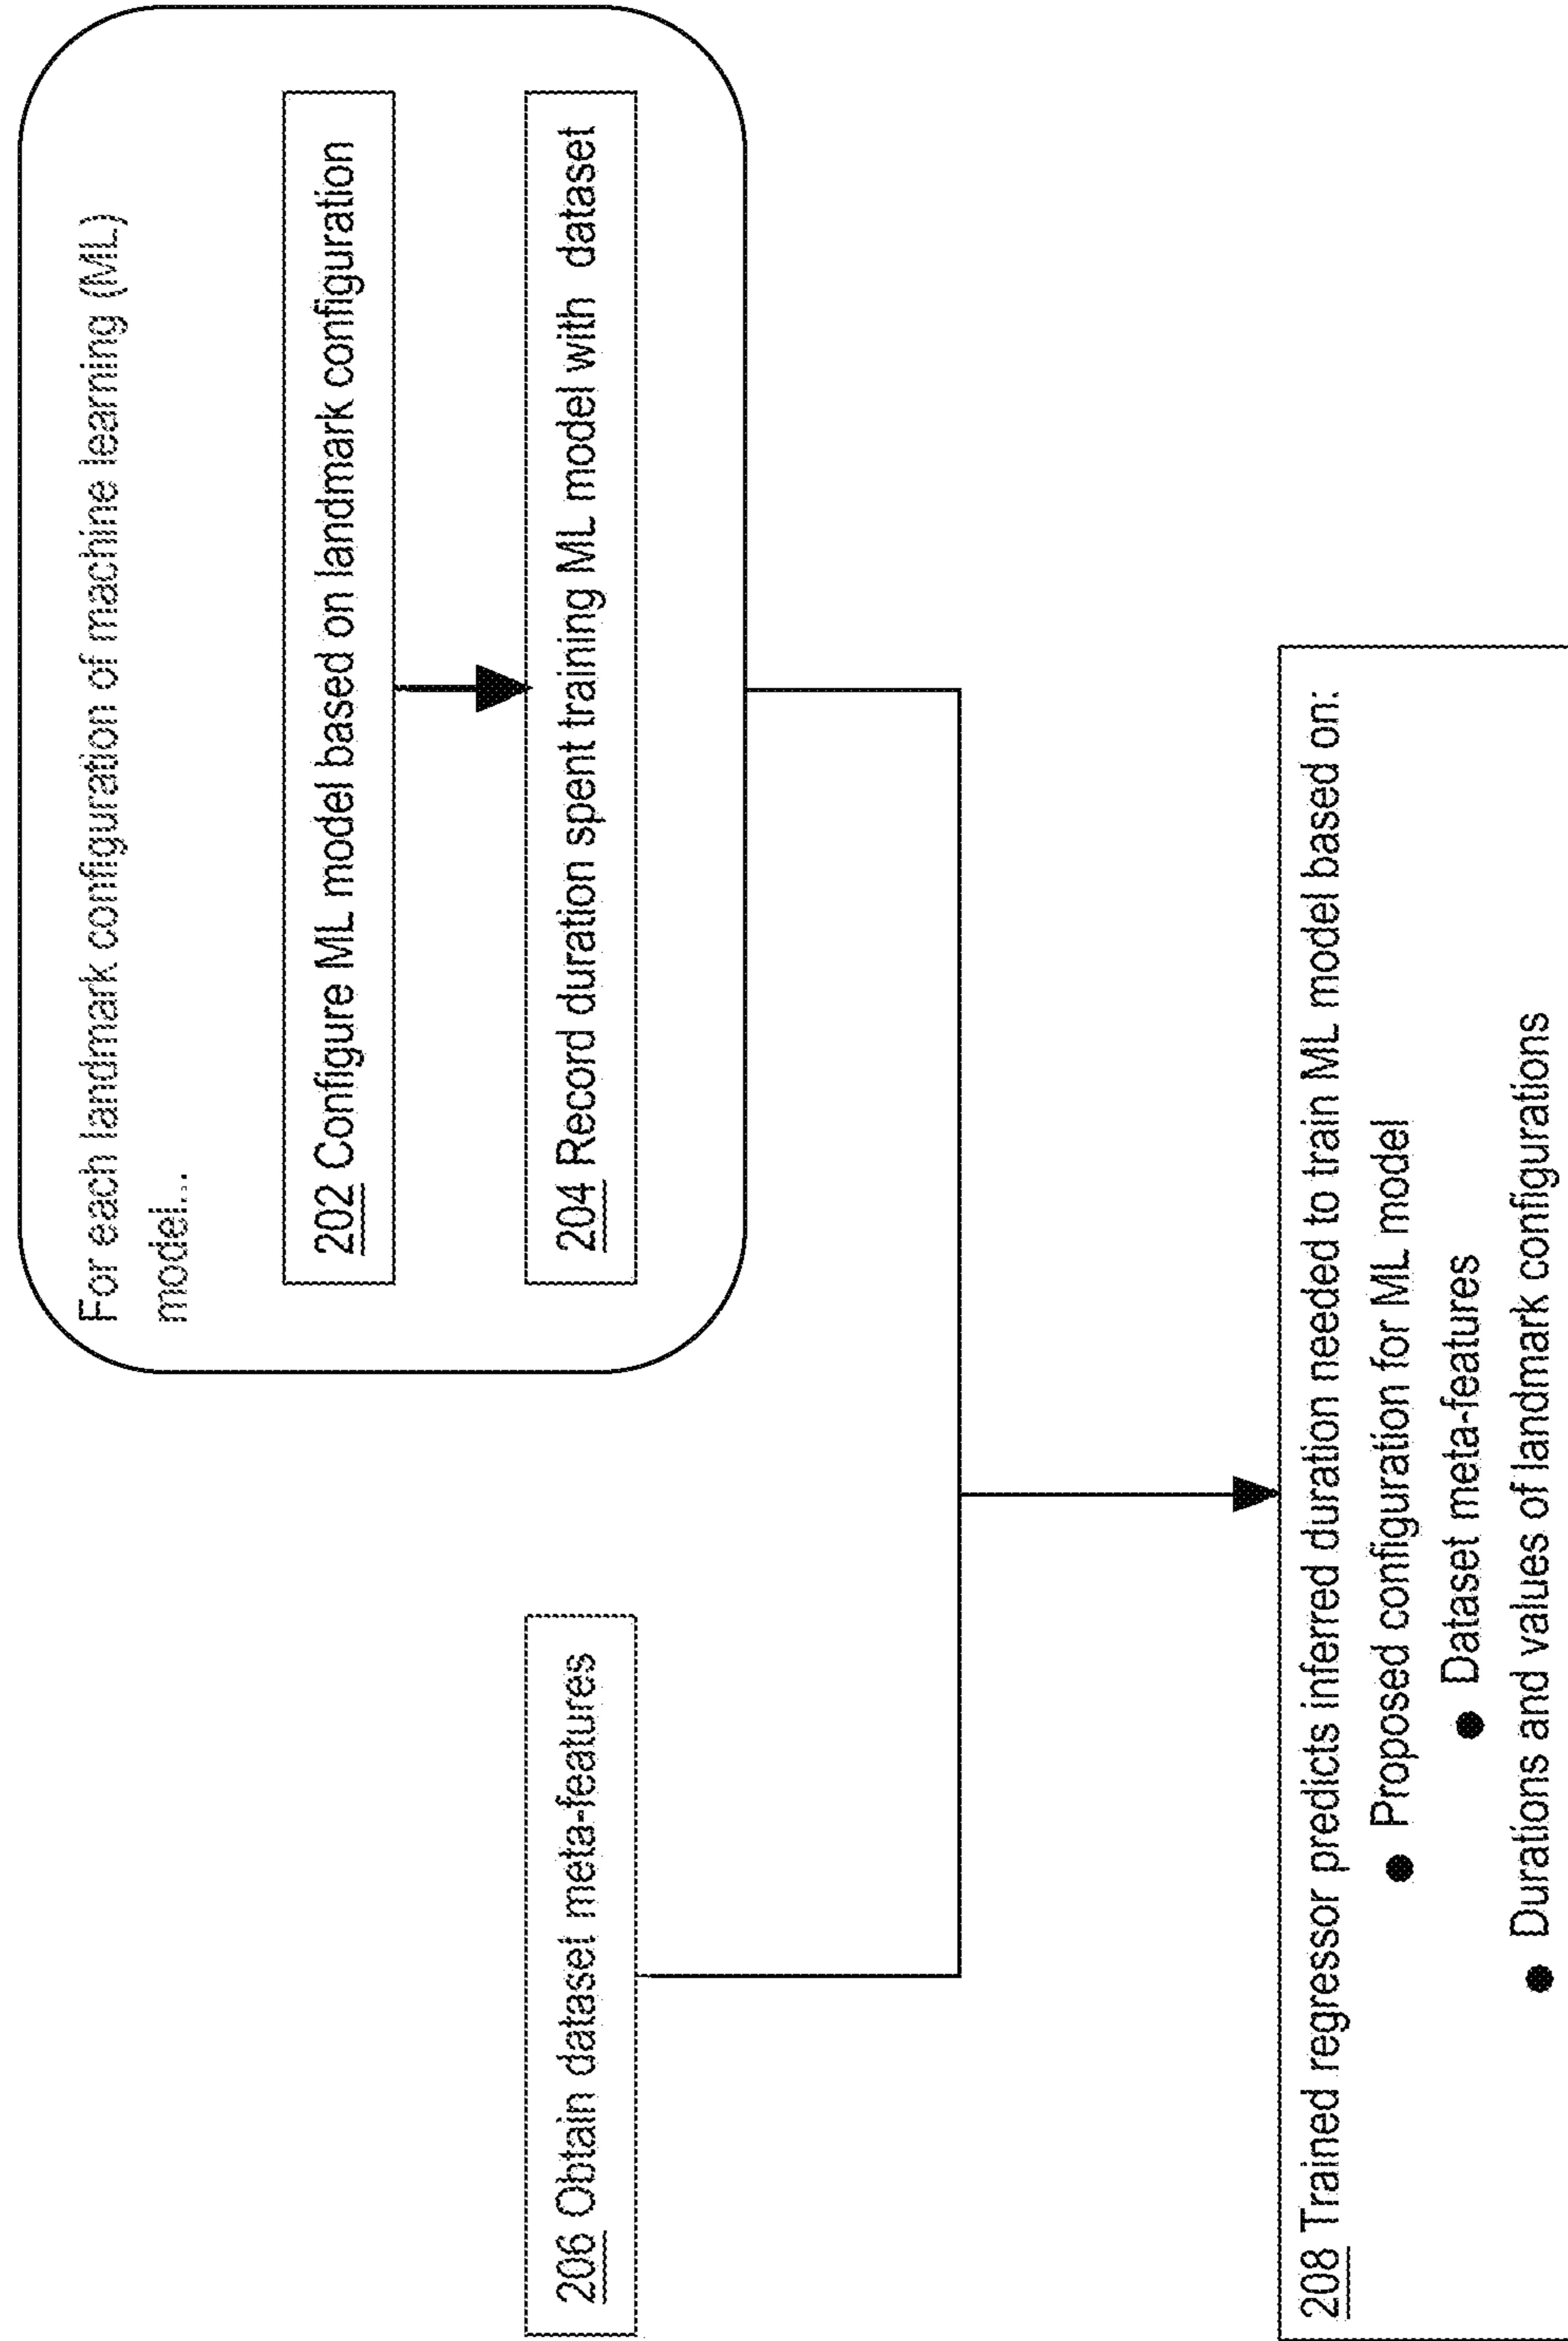 For each landmark configuration of machine learning (ML)
model...
202 Configure ML model based on landmark configuration
204 Record duration spent training ML model with dataset
206 Obtain dataset meta-features
208 Trained regressor predicts inferred duration needed to train ML model based on:
● Proposed configuration for ML model
● Dataset meta-features
● Durations and values of landmark configurations